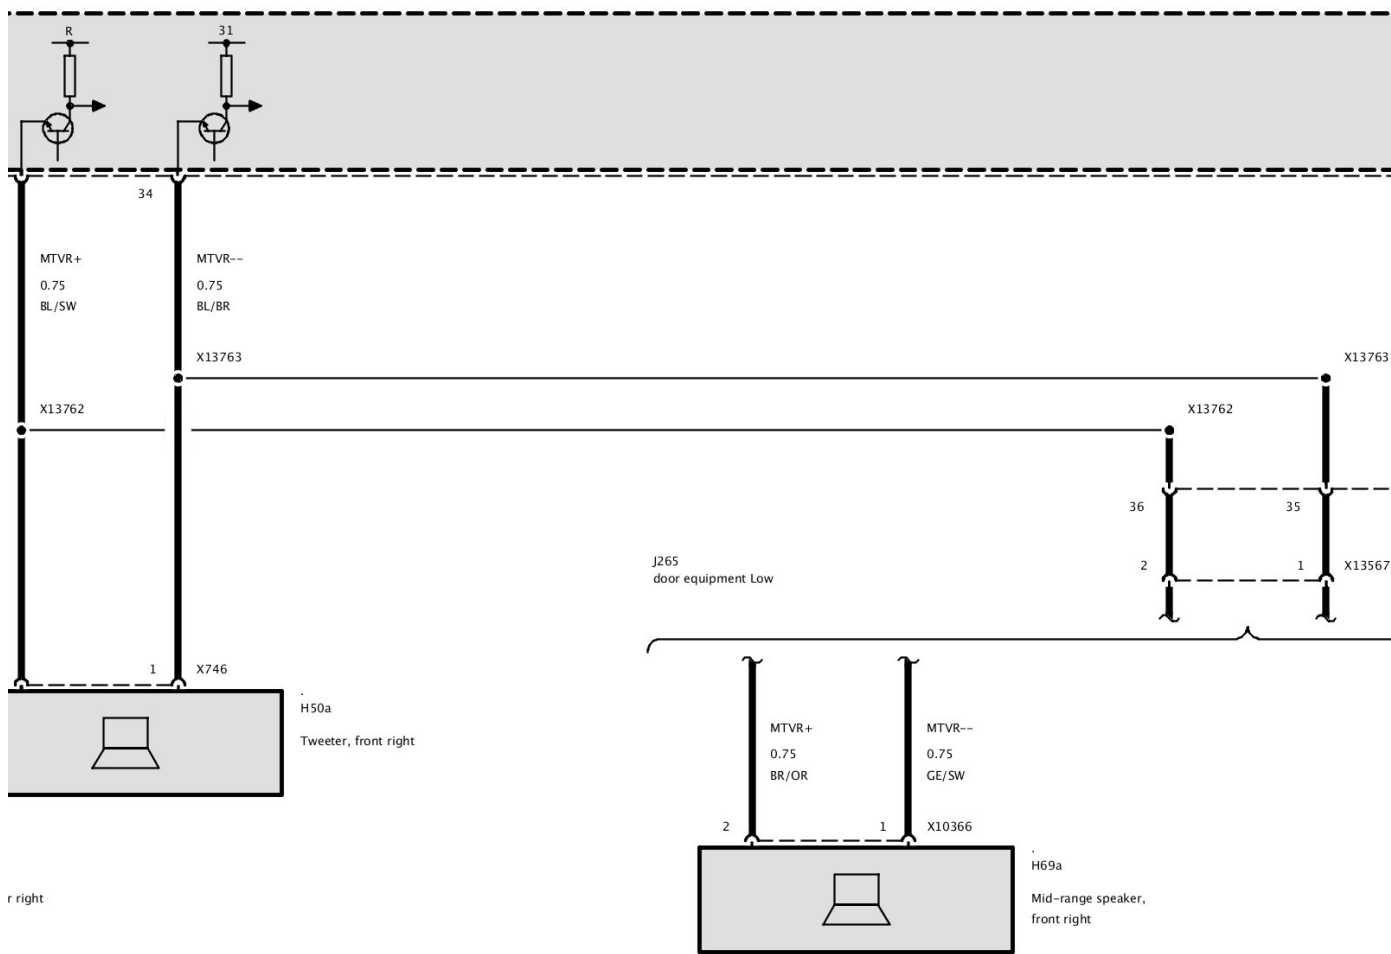 R
31
34
MTVR+
0.75
BL/SW
MTVR--
0.75
BL/BR
X13763
X13763
X13762
X13762
36
35
J265
door equipment Low
2
1
X13567
1
X746
.
H50a
Tweeter, front right
MTVR+
0.75
BR/OR
MTVR--
0.75
GE/SW
2
1
X10366
.
H69a
Mid-range speaker,
front right
r right